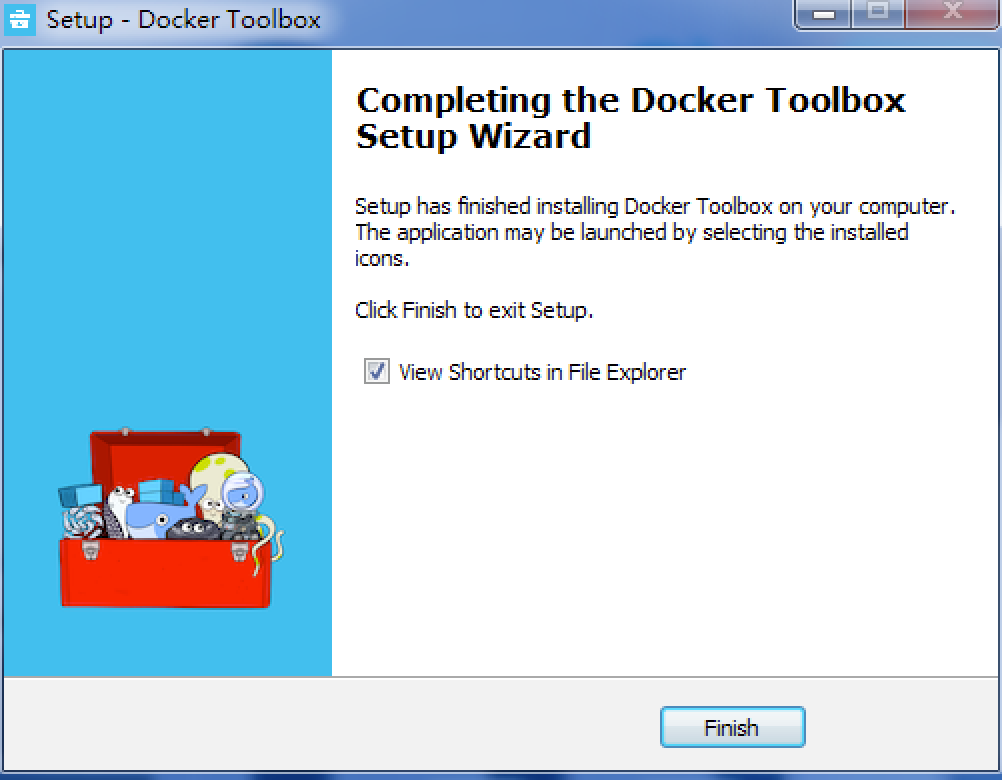 Setup - Docker Toolbox
Completing the Docker Toolbox
Setup Wizard
Setup has finished installing Docker Toolbox on your computer.
The application may be launched by selecting the installed
icons.
Click Finish to exit Setup.
View Shortcuts in File Explorer
Finish